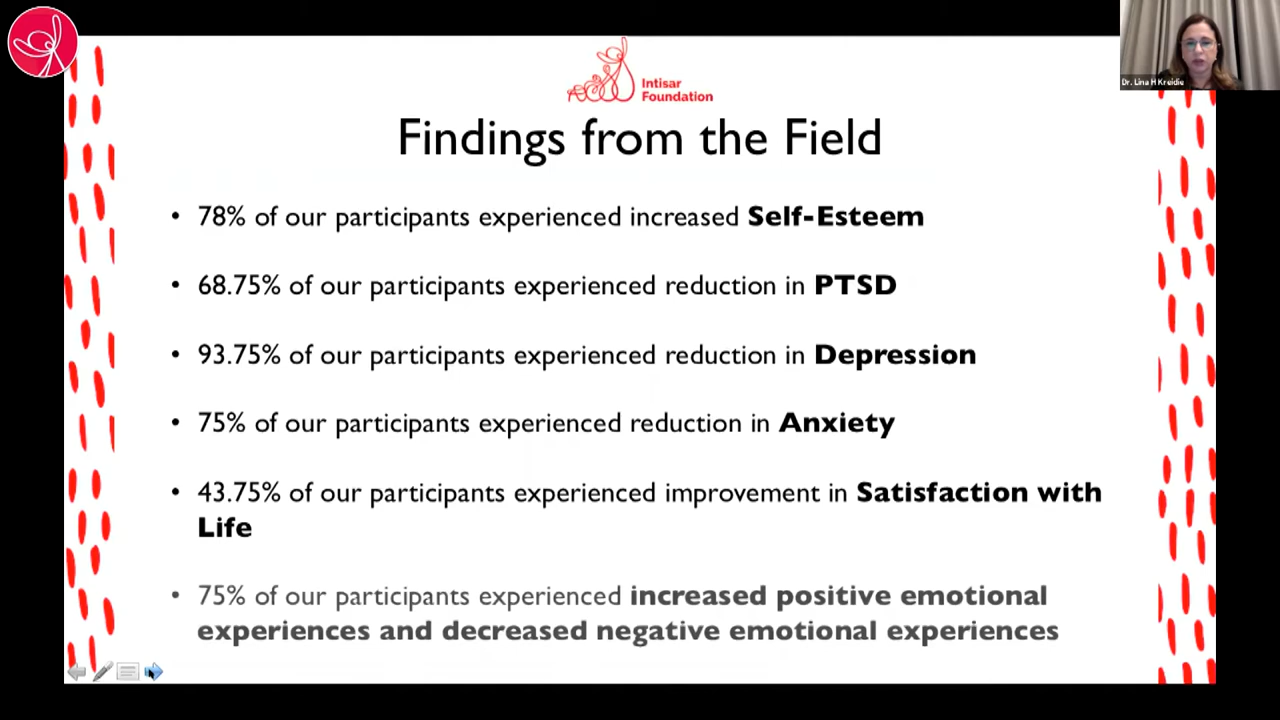 Dr. Lina H Kreidie
Intisar
Foundation
Findings from the Field
• 78% of our participants experienced increased Self-Esteem
• 68.75% of our participants experienced reduction in PTSD
• 93.75% of our participants experienced reduction in Depression
• 75% of our participants experienced reduction in Anxiety
• 43.75% of our participants experienced improvement in Satisfaction with
Life
• 75% of our participants experienced increased positive emotional
experiences and decreased negative emotional experiences